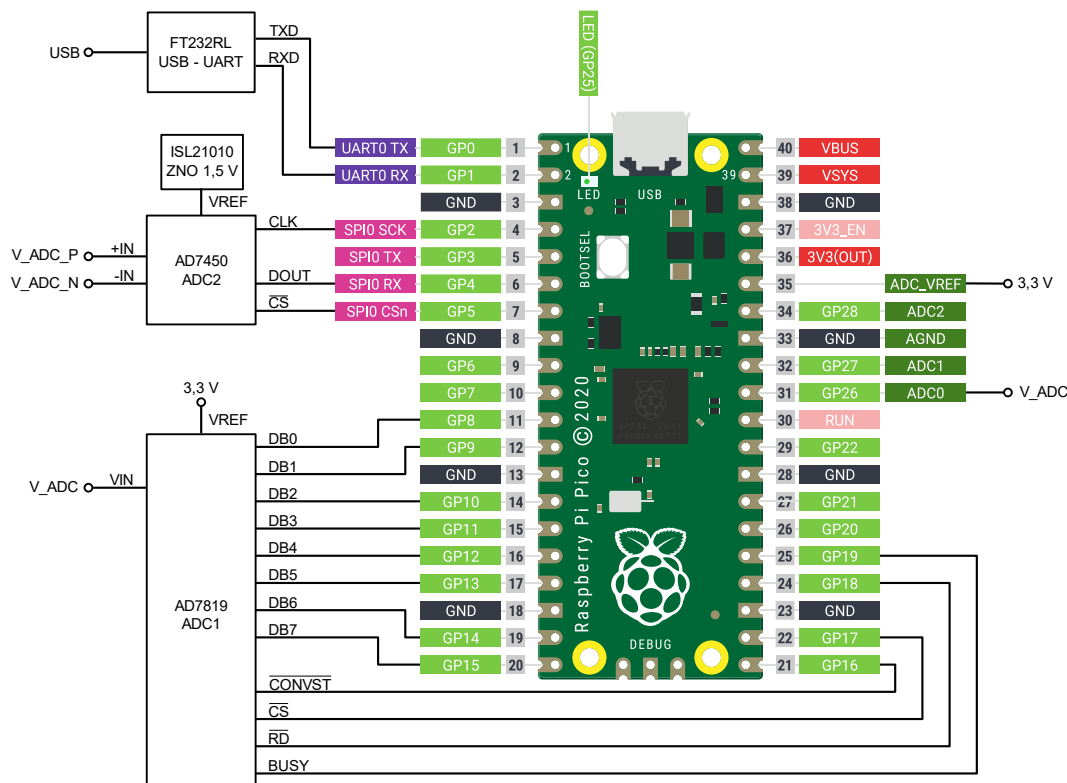 LED (GP25)
USB
FT232RL
USB - UART
TXD
RXD
ISL21010
ZNO 1,5 V
VREF
V_ADC_P
+IN
V_ADC_N
-IN
AD7450
ADC2
CLK
DOUT
CS
3,3 V
VREF
V_ADC
VIN
AD7819
ADC1
DB0
DB1
DB2
DB3
DB4
DB5
DB6
DB7
CONVST
CS
RD
BUSY
UART0 TX GP0 1
UART0 RX GP1 2
GND 3
SPI0 SCK GP2 4
SPI0 TX GP3 5
SPI0 RX GP4 6
SPI0 CSn GP5 7
GND 8
GP6 9
GP7 10
GP8 11
GP9 12
GND 13
GP10 14
GP11 15
GP12 16
GP13 17
GND 18
GP14 19
GP15 20
1
2
39
LED
USB
BOOTSEL
Raspberry Pi Pico © 2020
DEBUG
40 VBUS
39 VSYS
38 GND
37 3V3_EN
36 3V3(OUT)
35 ADC_VREF 3,3 V
34 GP28 ADC2
33 GND AGND
32 GP27 ADC1
31 GP26 ADC0 V_ADC
30 RUN
29 GP22
28 GND
27 GP21
26 GP20
25 GP19
24 GP18
23 GND
22 GP17
21 GP16